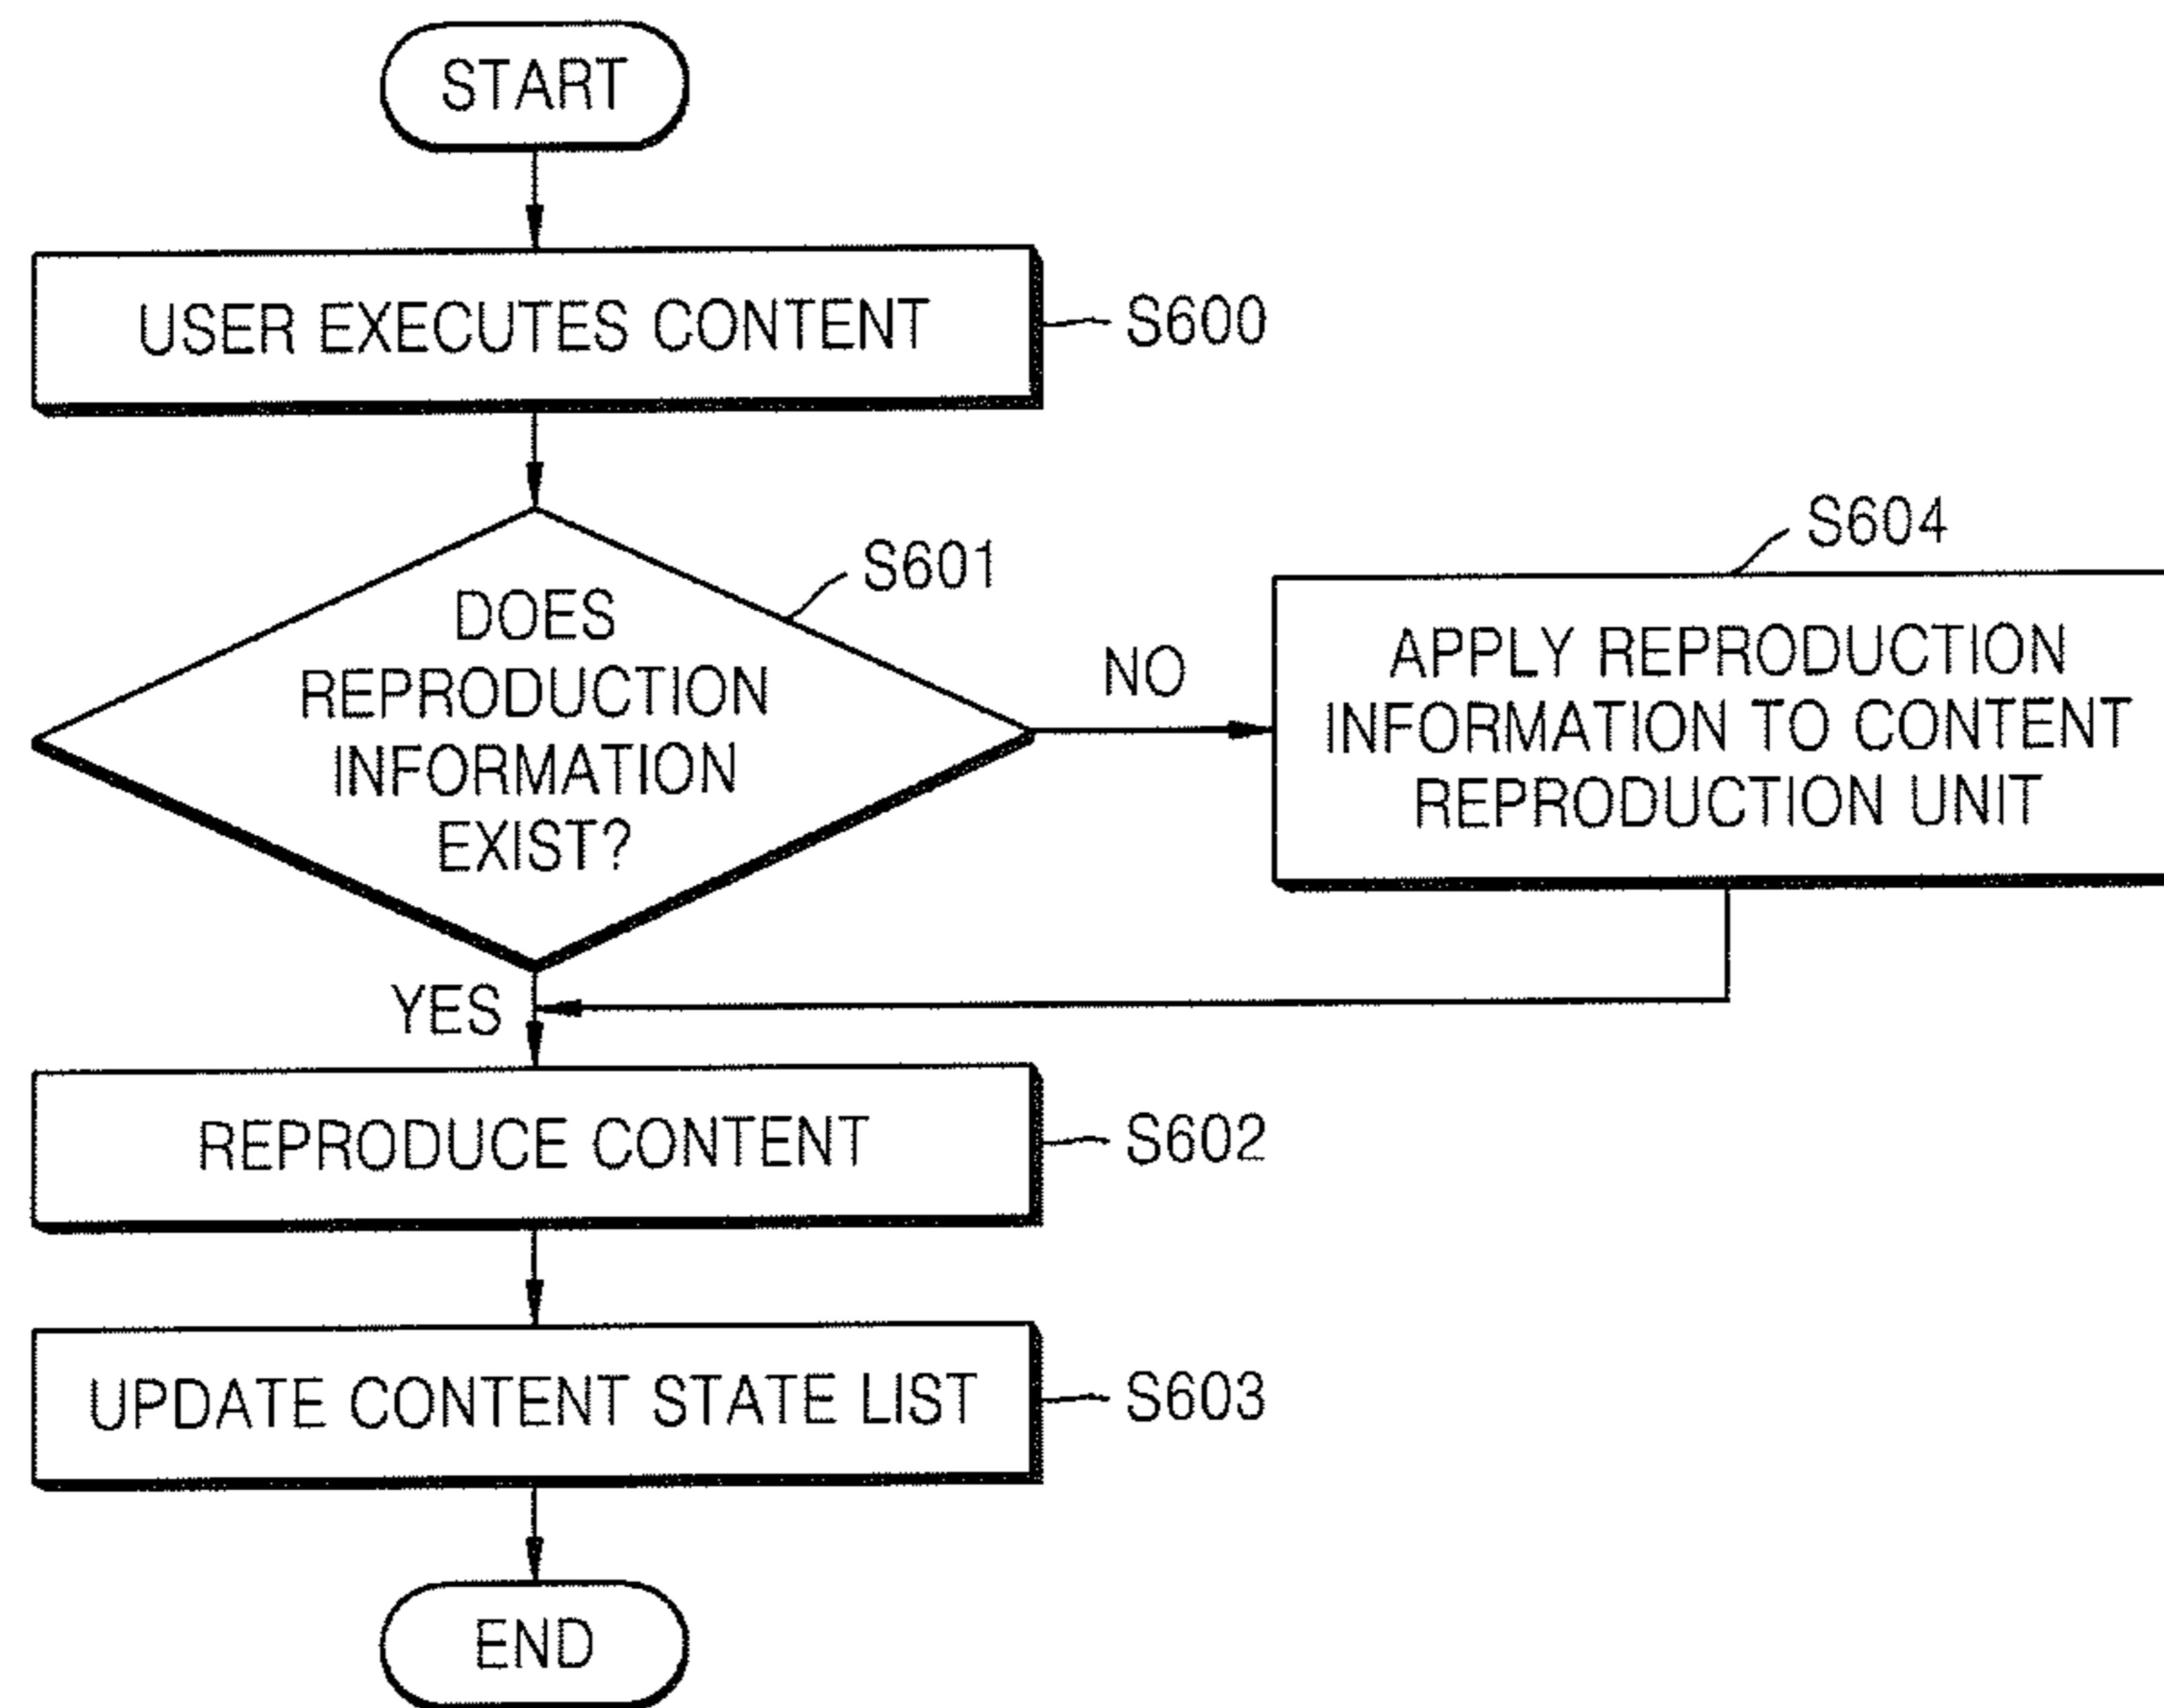 START
USER EXECUTES CONTENT
S600
DOES
REPRODUCTION
INFORMATION
EXIST?
S601
NO
S604
APPLY REPRODUCTION
INFORMATION TO CONTENT
REPRODUCTION UNIT
YES
REPRODUCE CONTENT
S602
UPDATE CONTENT STATE LIST
S603
END